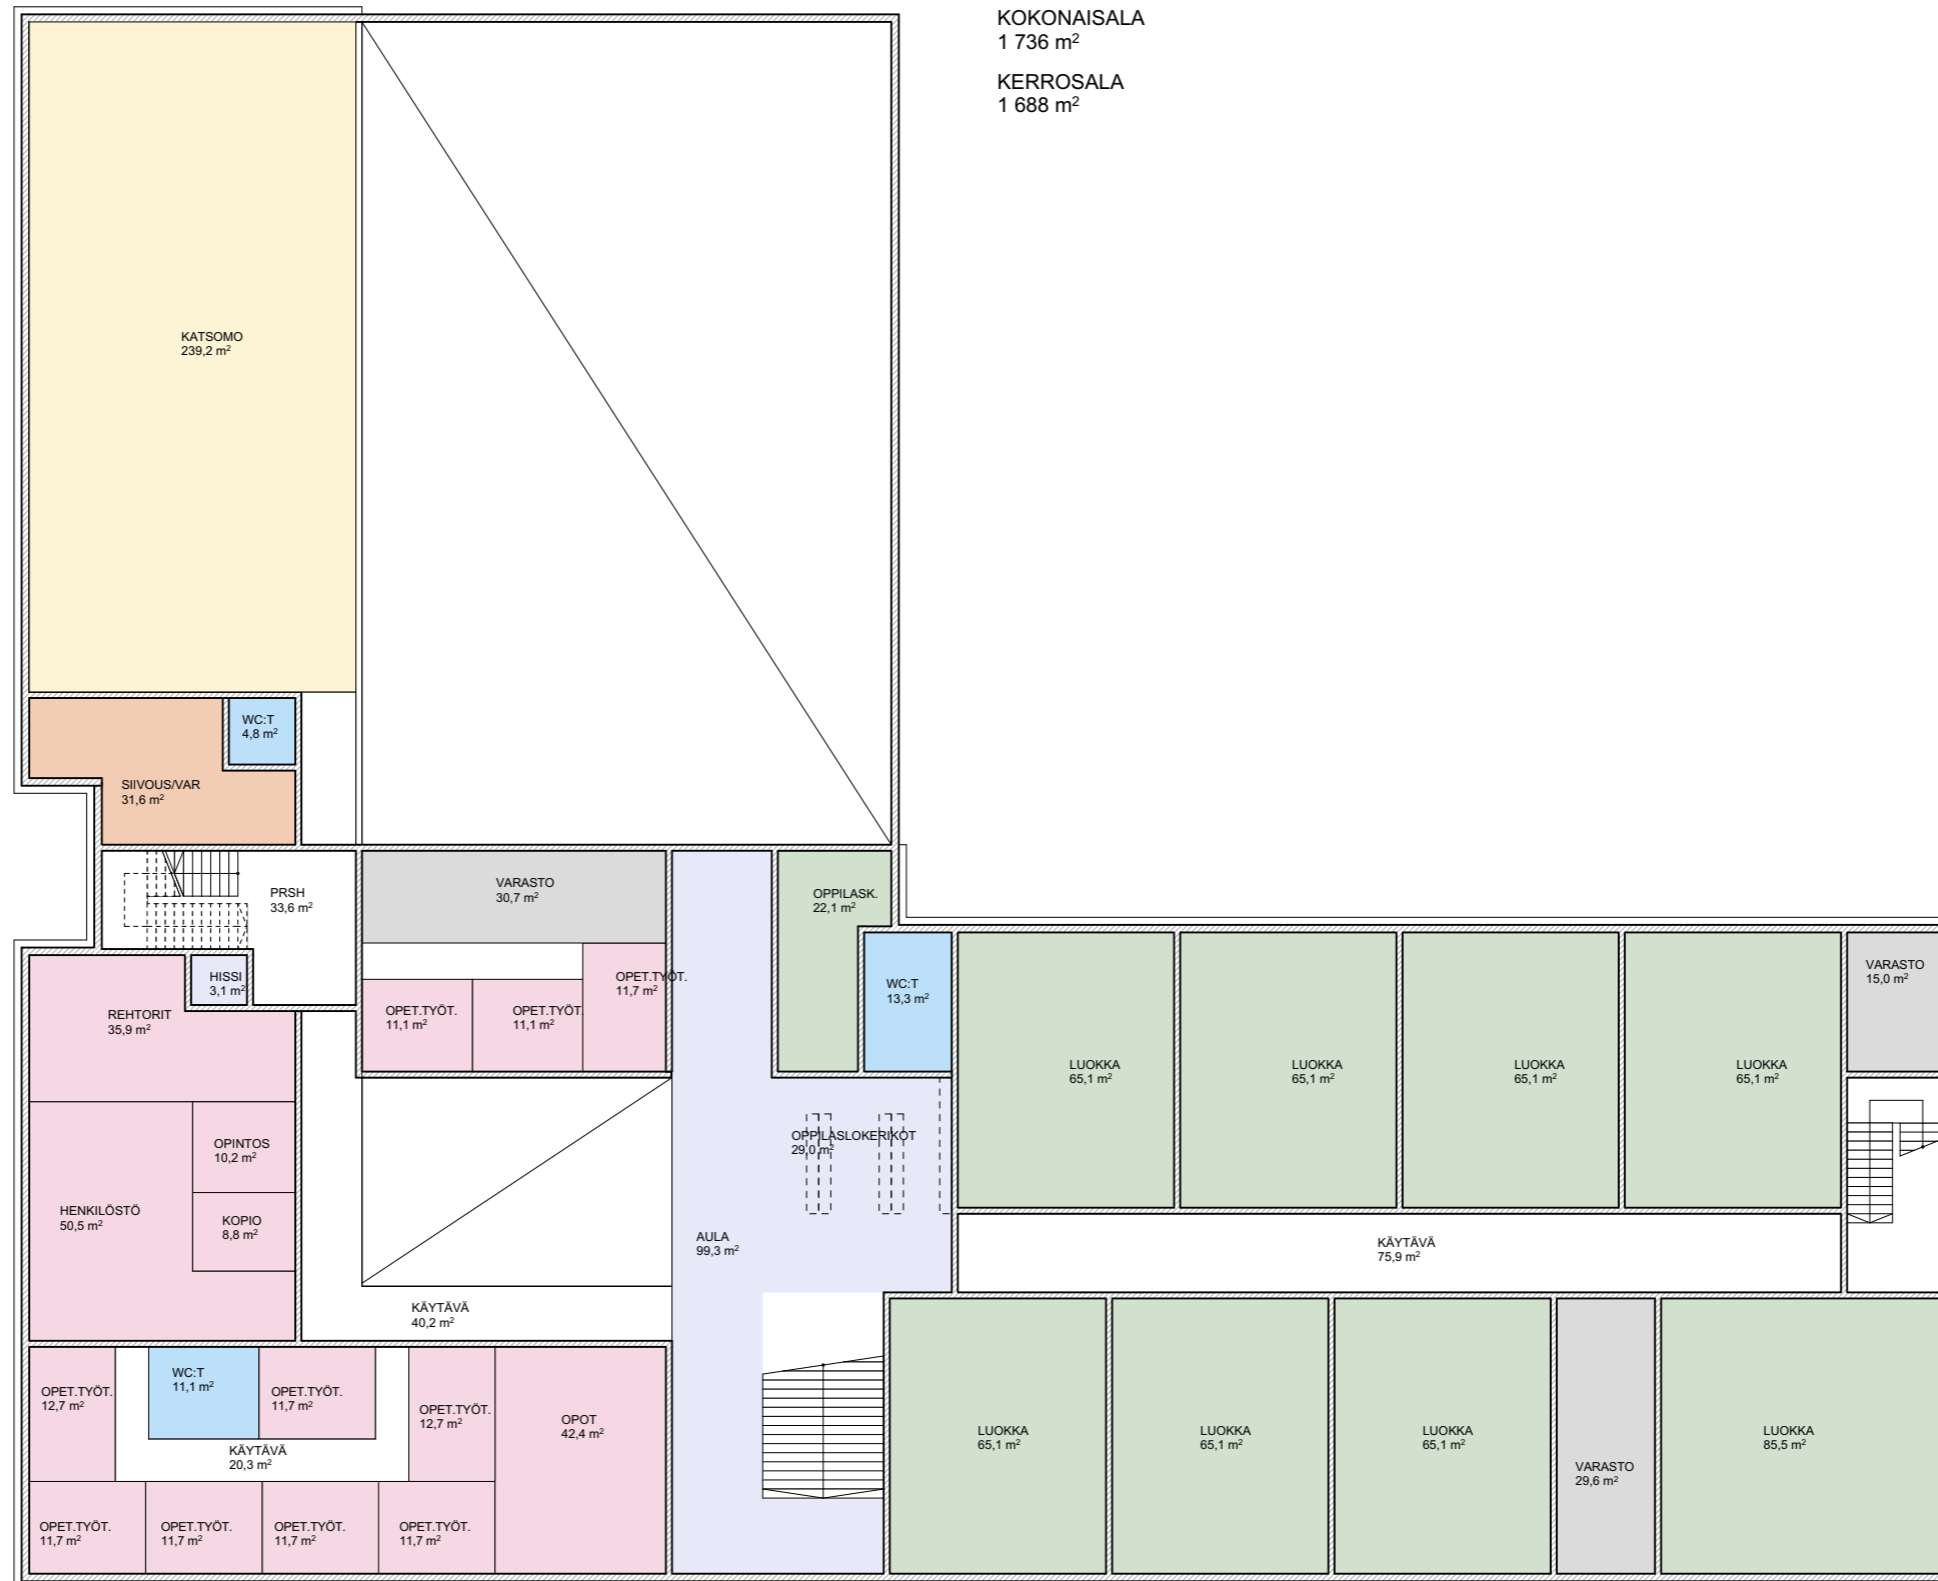 KOKONAISALA
1 736 m²
KERROSALA
1 688 m²
KATSOMO
239,2 m²
WC:T
4,8 m²
SIIVOUS/VAR
31,6 m²
PRSH
33,6 m²
VARASTO
30,7 m²
OPPILASK.
22,1 m²
HISSI
3,1 m²
OPET.TYÖT.
11,7 m²
WC:T
13,3 m²
VARASTO
15,0 m²
REHTORIT
35,9 m²
OPET.TYÖT.
11,1 m²
OPET.TYÖT.
11,1 m²
LUOKKA
65,1 m²
LUOKKA
65,1 m²
LUOKKA
65,1 m²
LUOKKA
65,1 m²
OPINTOS
10,2 m²
OPPILASLOKERIKOT
29,0 m²
HENKILÖSTÖ
50,5 m²
KOPIO
8,8 m²
AULA
99,3 m²
KÄYTÄVÄ
75,9 m²
KÄYTÄVÄ
40,2 m²
WC:T
11,1 m²
OPET.TYÖT.
12,7 m²
OPET.TYÖT.
11,7 m²
OPET.TYÖT.
12,7 m²
OPOT
42,4 m²
LUOKKA
65,1 m²
LUOKKA
65,1 m²
LUOKKA
65,1 m²
LUOKKA
85,5 m²
KÄYTÄVÄ
20,3 m²
VARASTO
29,6 m²
OPET.TYÖT.
11,7 m²
OPET.TYÖT.
11,7 m²
OPET.TYÖT.
11,7 m²
OPET.TYÖT.
11,7 m²